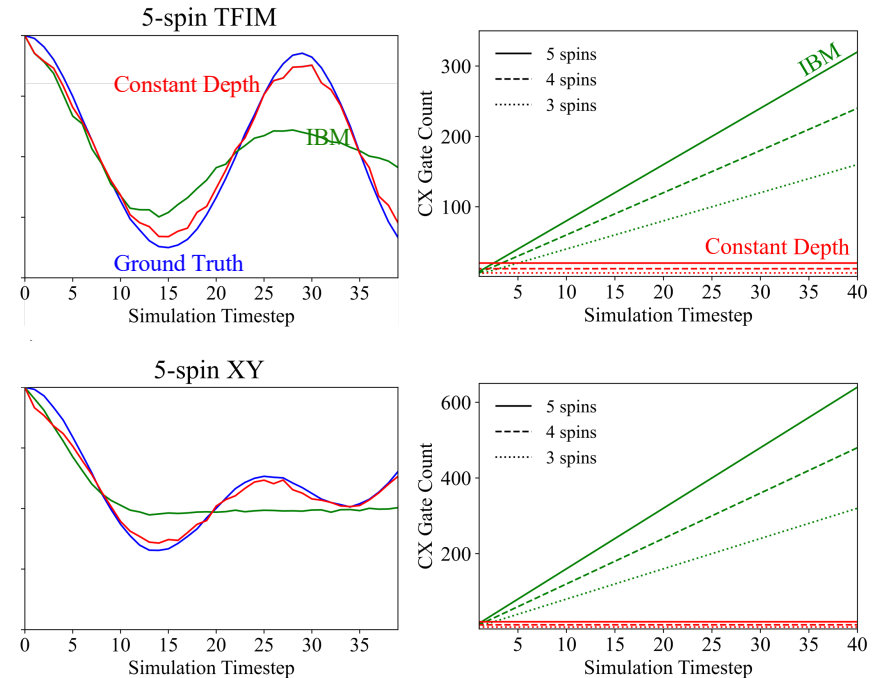 5-spin TFIM
Constant Depth
IBM
Ground Truth
0 5 10 15 20 25 30 35
Simulation Timestep
CX Gate Count
300
200
100
5 spins
4 spins
3 spins
IBM
Constant Depth
5 10 15 20 25 30 35 40
Simulation Timestep
5-spin XY
0 5 10 15 20 25 30 35
Simulation Timestep
CX Gate Count
600
400
200
5 spins
4 spins
3 spins
5 10 15 20 25 30 35 40
Simulation Timestep